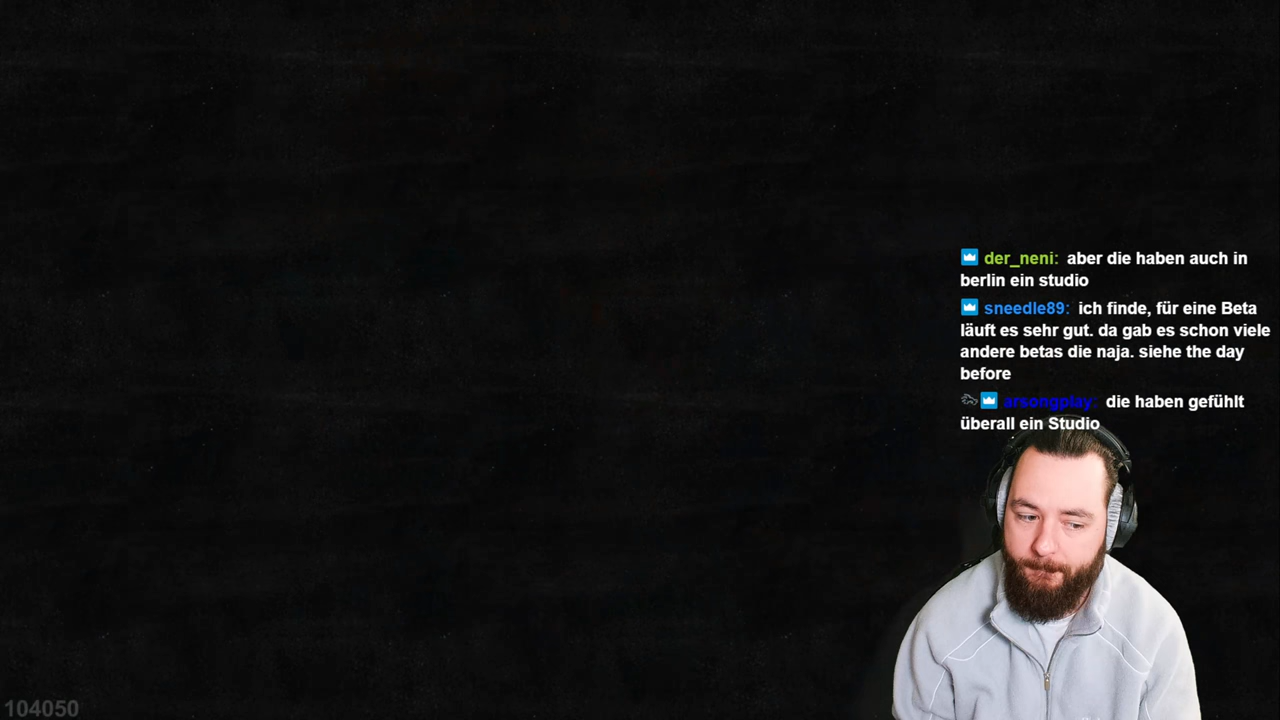 der_neni: aber die haben auch in
berlin ein studio
sneedle89: ich finde, für eine Beta
läuft es sehr gut. da gab es schon viele
andere betas die naja. siehe the day
before
arsongplay: die haben gefühlt
überall ein Studio
104050